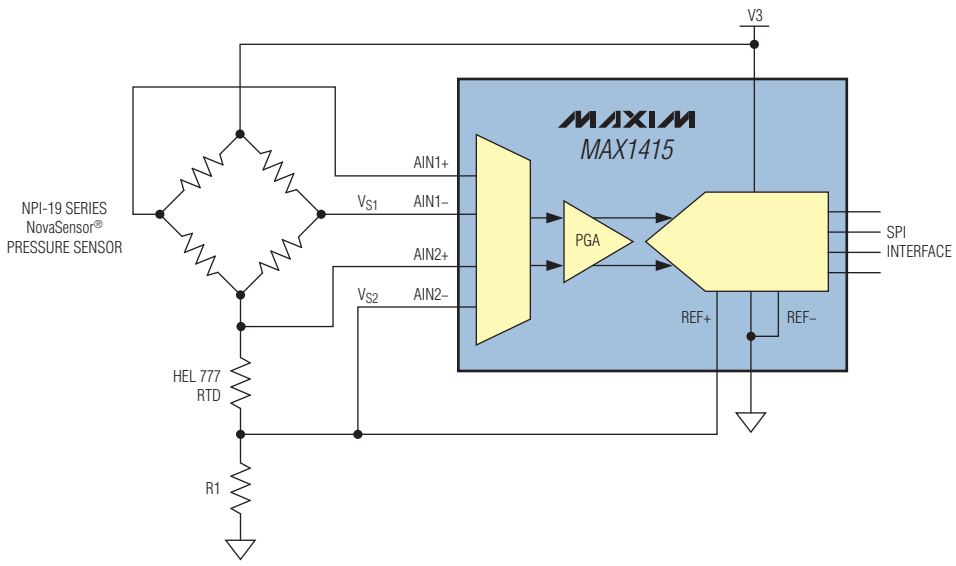 V3
MAXIM
MAX1415
AIN1+
VS1 AIN1–
NPI-19 SERIES
NovaSensor®
PRESSURE SENSOR
PGA
SPI
INTERFACE
AIN2+
VS2 AIN2–
REF+ REF–
HEL 777
RTD
R1